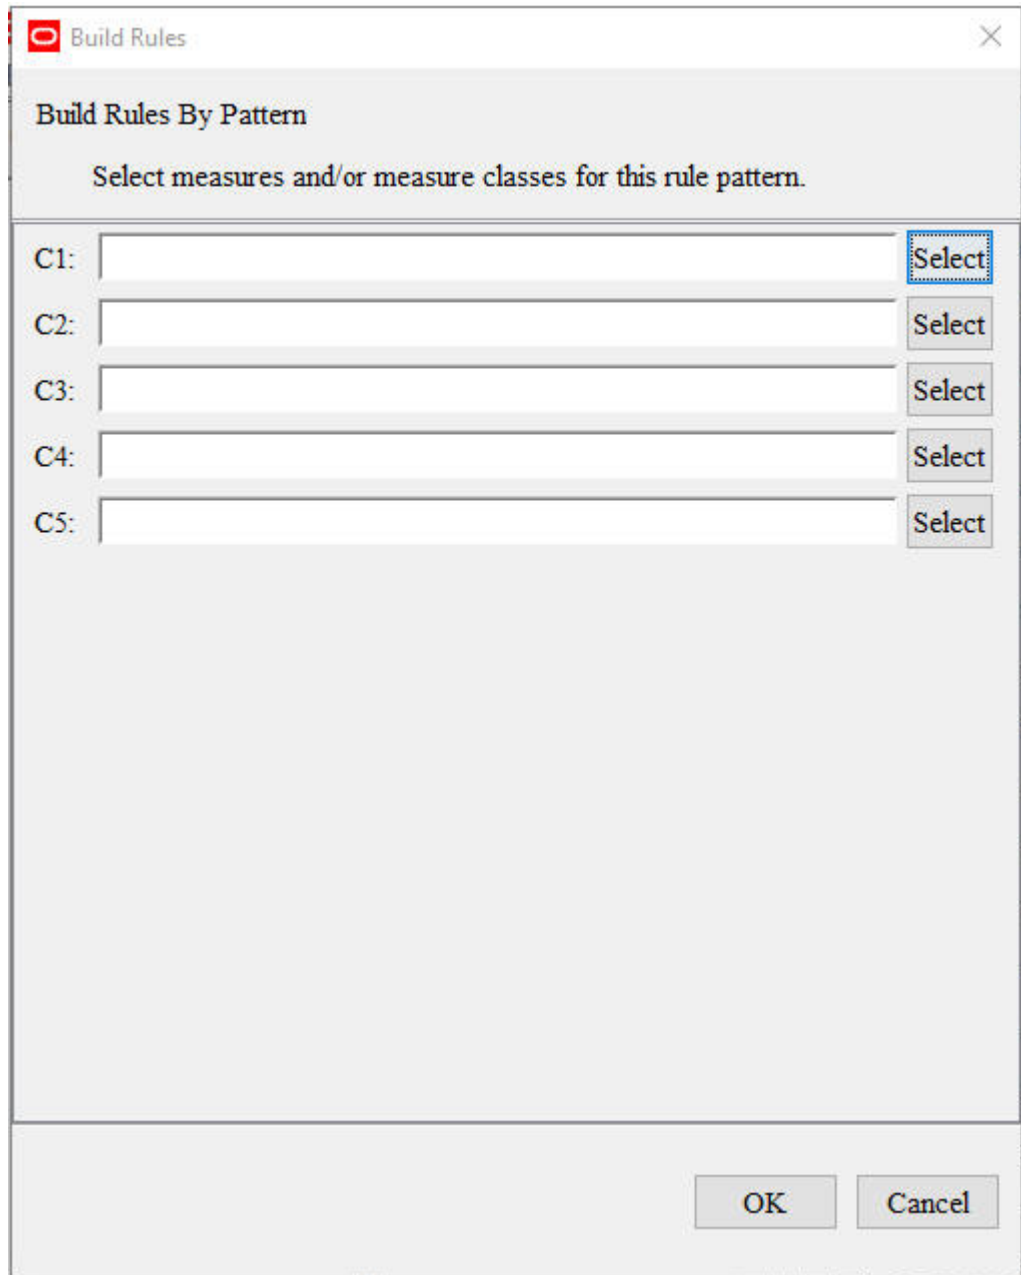 Build Rules
Build Rules By Pattern
Select measures and/or measure classes for this rule pattern.
C1: Select
C2: Select
C3: Select
C4: Select
C5: Select
OK Cancel